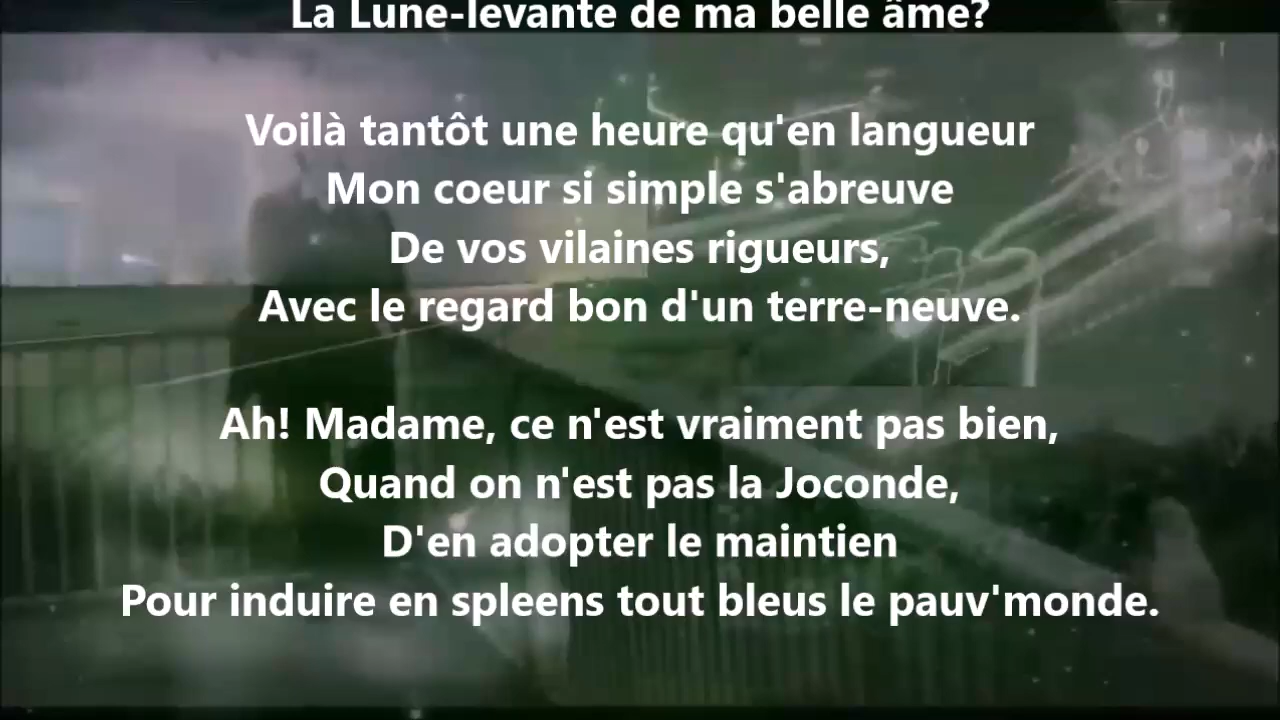 La Lune-levante de ma belle âme?
Voilà tantôt une heure qu'en langueur
Mon coeur si simple s'abreuve
De vos vilaines rigueurs,
Avec le regard bon d'un terre-neuve.
Ah! Madame, ce n'est vraiment pas bien,
Quand on n'est pas la Joconde,
D'en adopter le maintien
Pour induire en spleens tout bleus le pauv'monde.